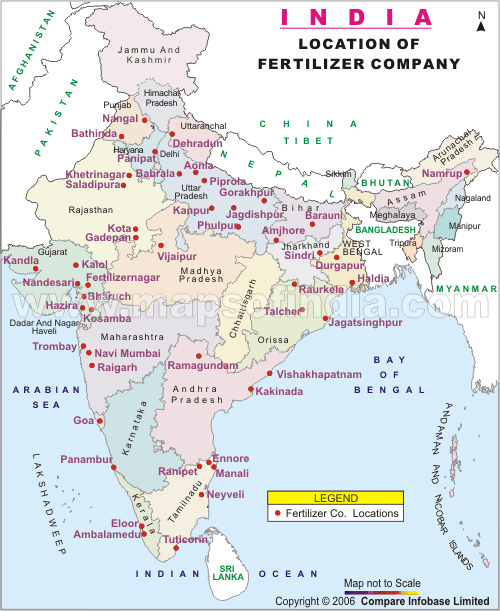 INDIA
LOCATION OF
FERTILIZER COMPANY
N
AFGHANISTAN
PAKISTAN
Jammu And
Kashmir
Himachal
Pradesh
Punjab
Nangal
Bathinda
Uttaranchal
Dehradun
Haryana
Panipat
Delhi
CHINA
TIBET
NEPAL
Aonla
Babrala
Khetrinagar
Saladipura
Piprola
Uttar
Pradesh
Gorakhpur
Kanpur
Jagdishpur
Phulpur
Rajasthan
Sikkim
BHUTAN
Arunachal
Pradesh
Namrup
Assam
Nagaland
Meghalaya
Manipur
BANGLADESH
Tripura
Mizoram
MYANMAR
Bihar
Barauni
Amjhore
Jharkhand
Sindri
WEST
BENGAL
Durgapur
Haldia
Kota
Gadepan
Vijaipur
Gujarat
Kandla
Kalol
Fertilizernagar
Nandesari
Bharuch
Hazira
Kosamba
Dadar And Nagar
Haveli
Madhya
Pradesh
Chhattisgarh
Raurkela
Talcher
Jagatsinghpur
Orissa
www.mapsofindia.com
Maharashtra
Trombay
Navi Mumbai
Raigarh
Ramagundam
Andhra
Pradesh
Vishakhapatnam
Kakinada
BAY
OF
BENGAL
ARABIAN
SEA
Goa
Karnataka
Panambur
Ennore
Ranipet
Manali
Neyveli
Tamilnadu
Kerala
Eloor
Ambalamedu
Tuticorin
LAKSHADWEEP
ANDAMAN AND NICOBAR ISLANDS
SRI
LANKA
INDIAN OCEAN
LEGEND
Fertilizer Co. Locations
Map not to Scale
Copyright © 2006 Compare Infobase Limited